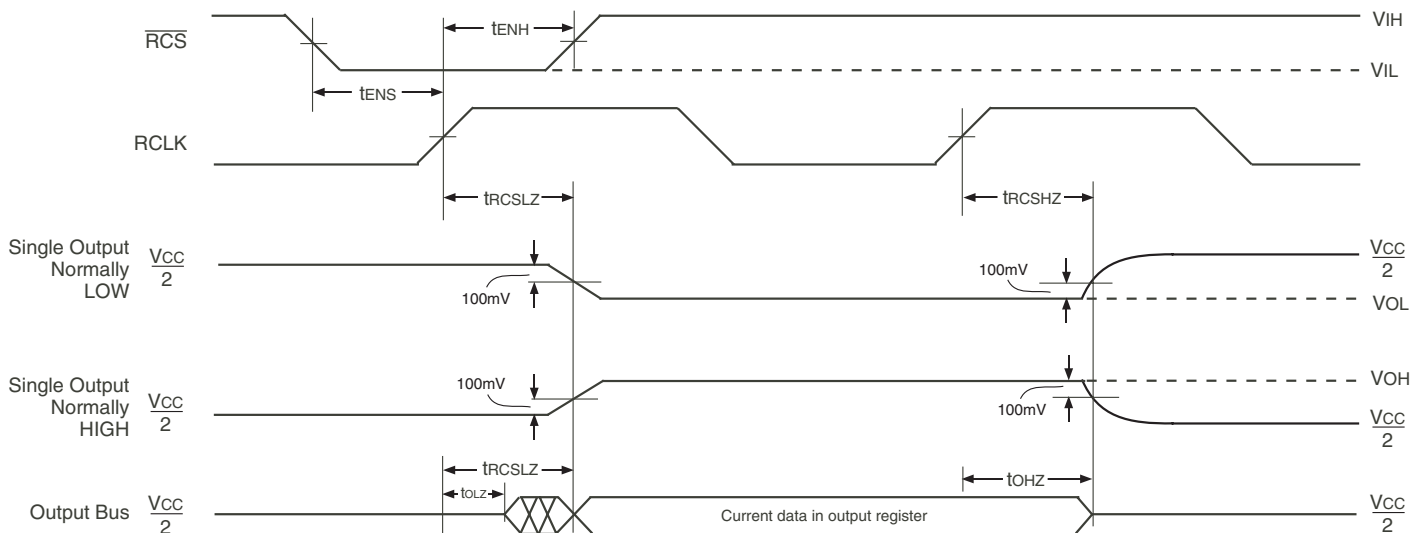 RCS
tENH
VIH
VIL
tENS
RCLK
tRCSLZ
tRCSHZ
Single Output
Normally
LOW
VCC
2
100mV
100mV
VCC
2
VOL
Single Output
Normally
HIGH
VCC
2
100mV
100mV
VOH
VCC
2
tRCSLZ
tOLZ
tOHZ
Output Bus
VCC
2
Current data in output register
VCC
2